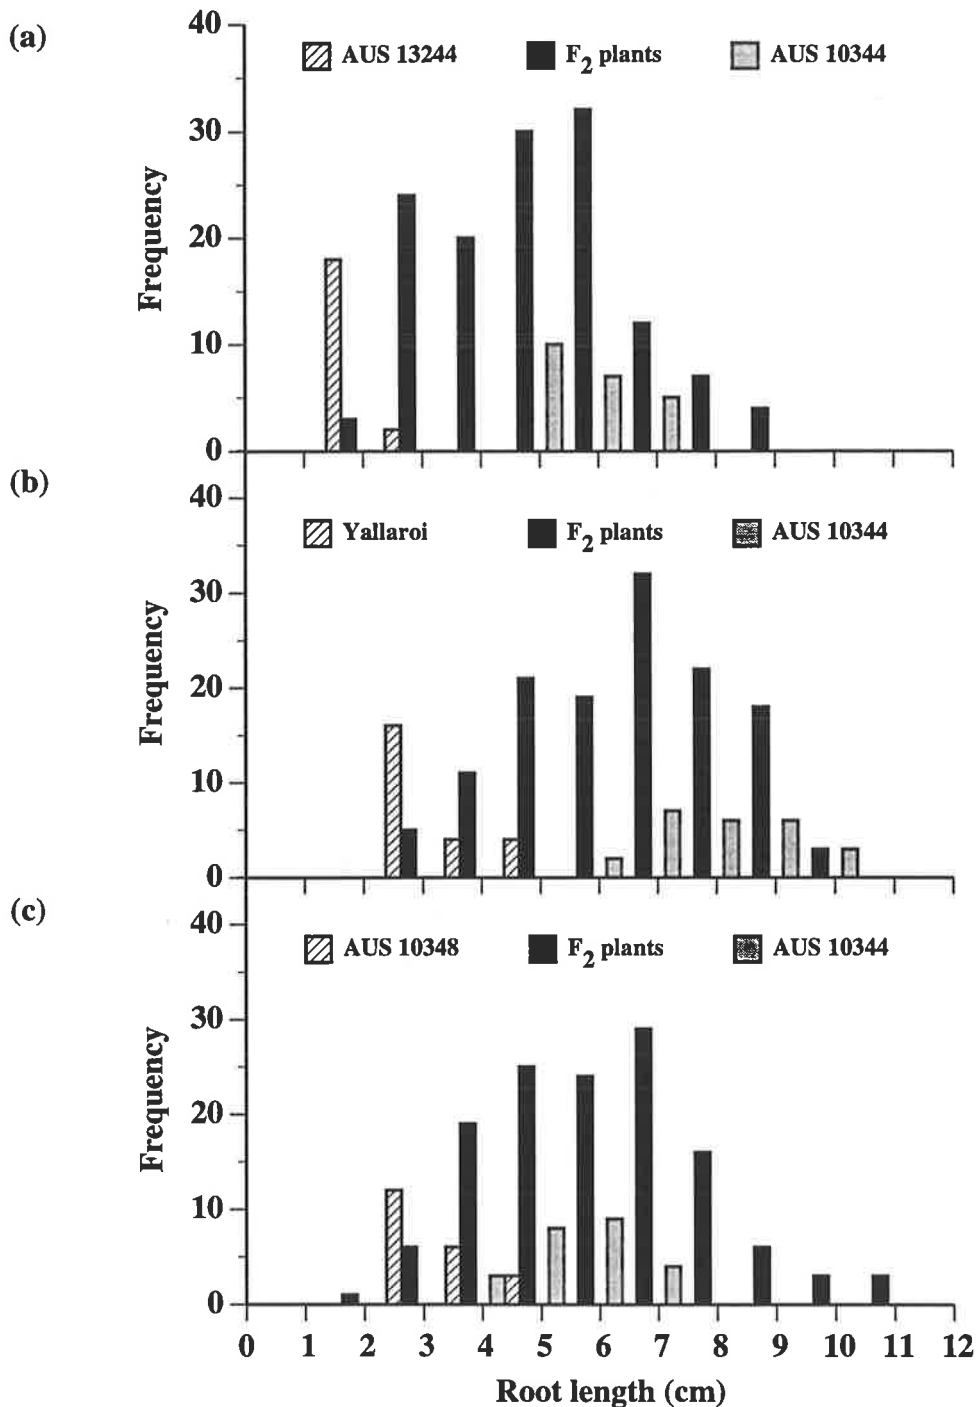 (a)
AUS 13244 F2 plants AUS 10344
40
30
20
10
0
Frequency
(b)
Yallaroi F2 plants AUS 10344
40
30
20
10
0
Frequency
(c)
AUS 10348 F2 plants AUS 10344
40
30
20
10
0
Frequency
0 1 2 3 4 5 6 7 8 9 10 11 12
Root length (cm)